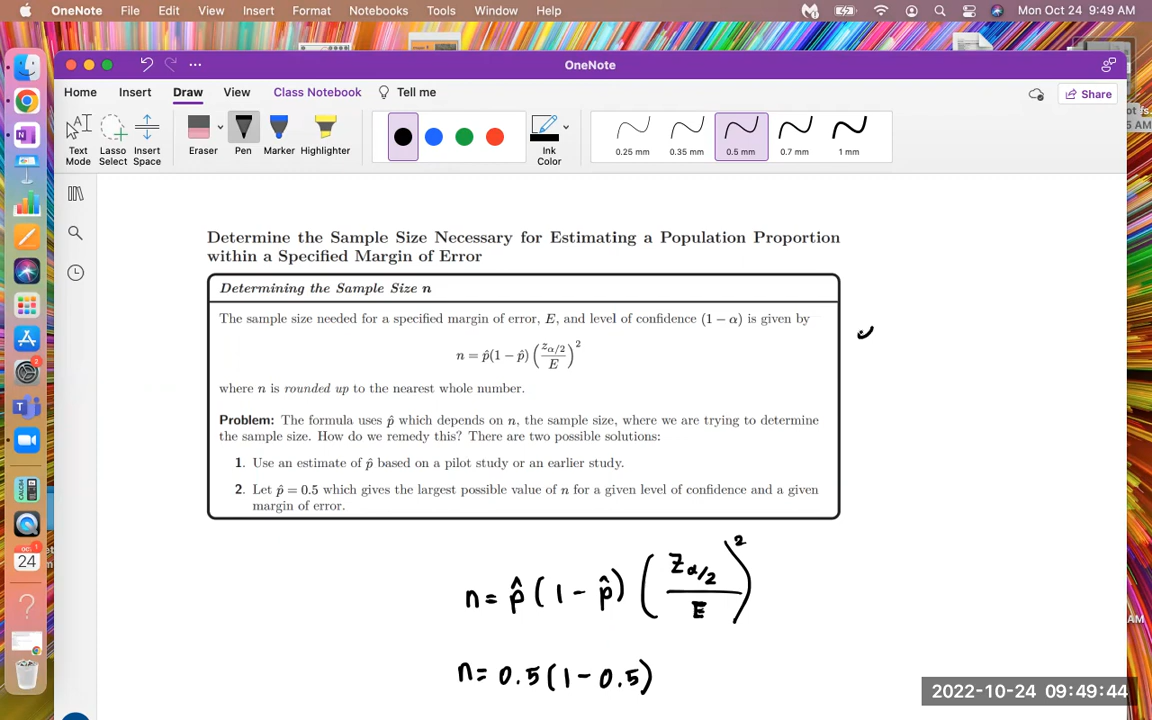 OneNote File Edit View Insert Format Notebooks Tools Window Help Mon Oct 24 9:49 AM
OneNote
Home Insert Draw View Class Notebook Tell me Share
Text Mode Lasso Select Insert Space Eraser Pen Marker Highlighter Ink Color 0.25 mm 0.35 mm 0.5 mm 0.7 mm 1 mm
Determine the Sample Size Necessary for Estimating a Population Proportion
within a Specified Margin of Error
Determining the Sample Size n
The sample size needed for a specified margin of error, E, and level of confidence (1 − α) is given by
n = p̂(1 − p̂) (z_{α/2}/E)²
where n is rounded up to the nearest whole number.
Problem: The formula uses p̂ which depends on n, the sample size, where we are trying to determine
the sample size. How do we remedy this? There are two possible solutions:
1. Use an estimate of p̂ based on a pilot study or an earlier study.
2. Let p̂ = 0.5 which gives the largest possible value of n for a given level of confidence and a given
margin of error.
n = p̂ (1 − p̂) (z_{α/2}/E)²
n = 0.5 (1 − 0.5)
2022-10-24 09:49:44